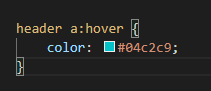 header a:hover {
    color: #04c2c9;
}